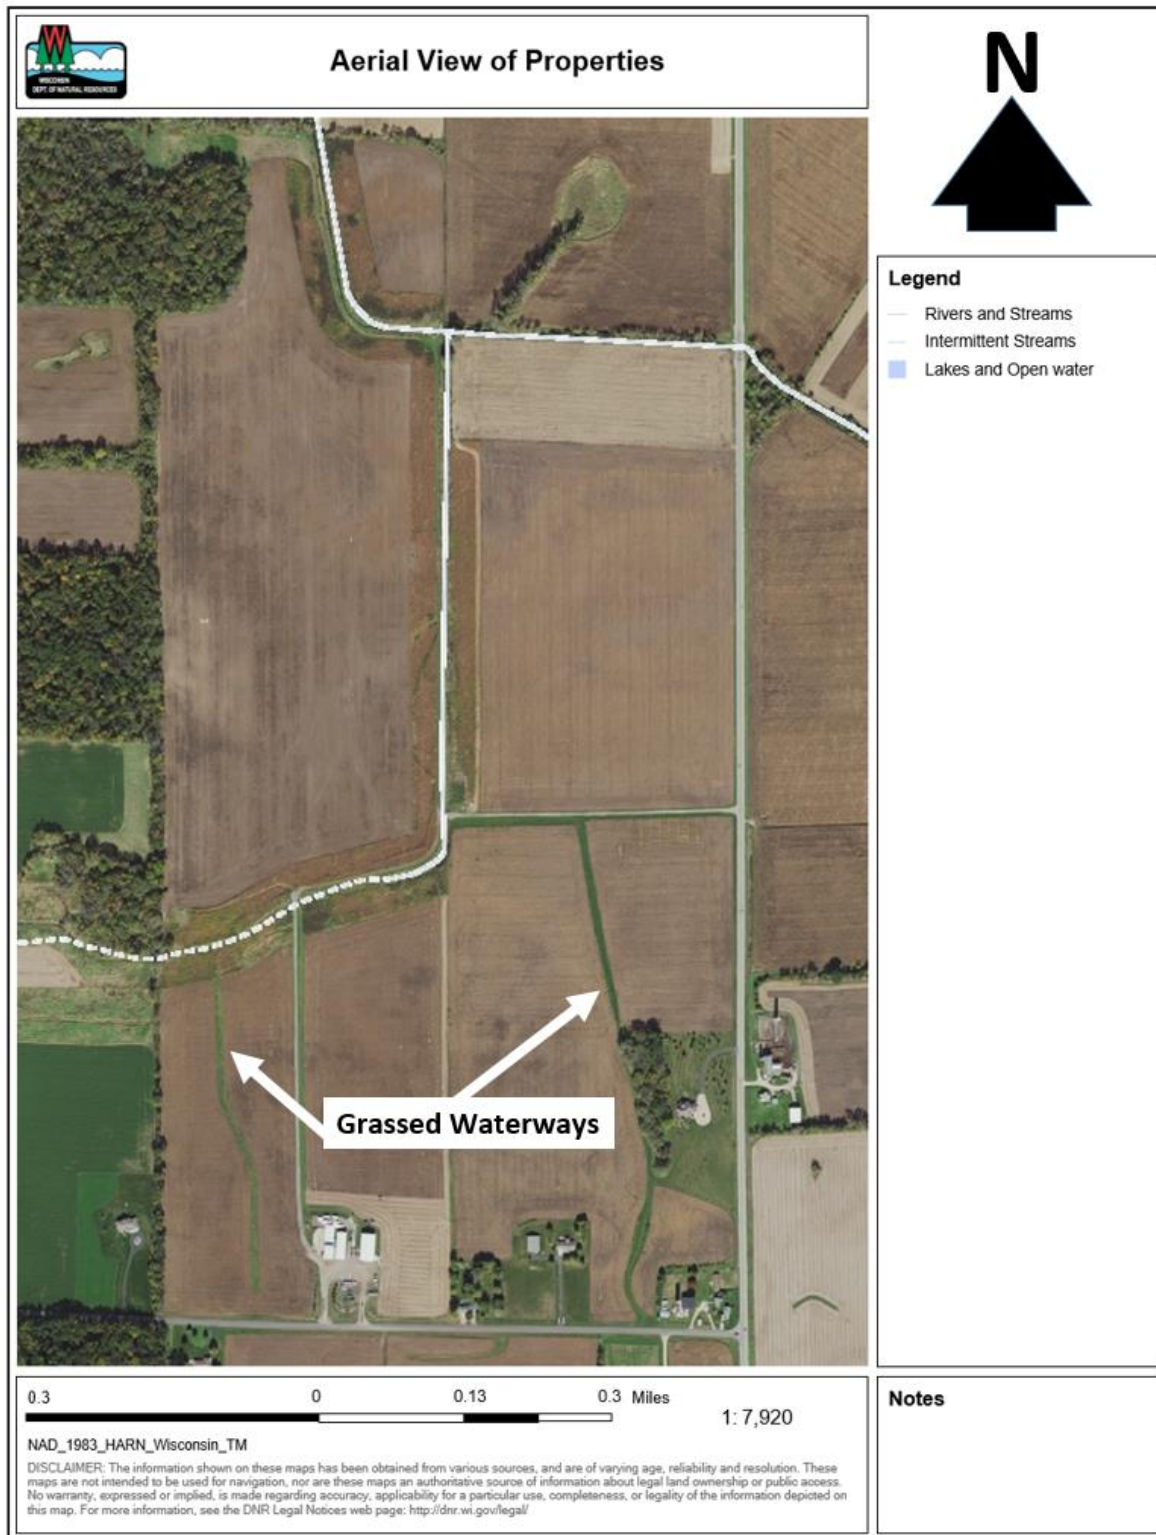 WISCONSIN
DEPT. OF NATURAL RESOURCES
Aerial View of Properties
N
Legend
Rivers and Streams
Intermittent Streams
Lakes and Open water
Grassed Waterways
0.3 0 0.13 0.3 Miles
1: 7,920
NAD_1983_HARN_Wisconsin_TM
DISCLAIMER: The information shown on these maps has been obtained from various sources, and are of varying age, reliability and resolution. These
maps are not intended to be used for navigation, nor are these maps an authoritative source of information about legal land ownership or public access.
No warranty, expressed or implied, is made regarding accuracy, applicability for a particular use, completeness, or legality of the information depicted on
this map. For more information, see the DNR Legal Notices web page: http://dnr.wi.gov/legal/
Notes